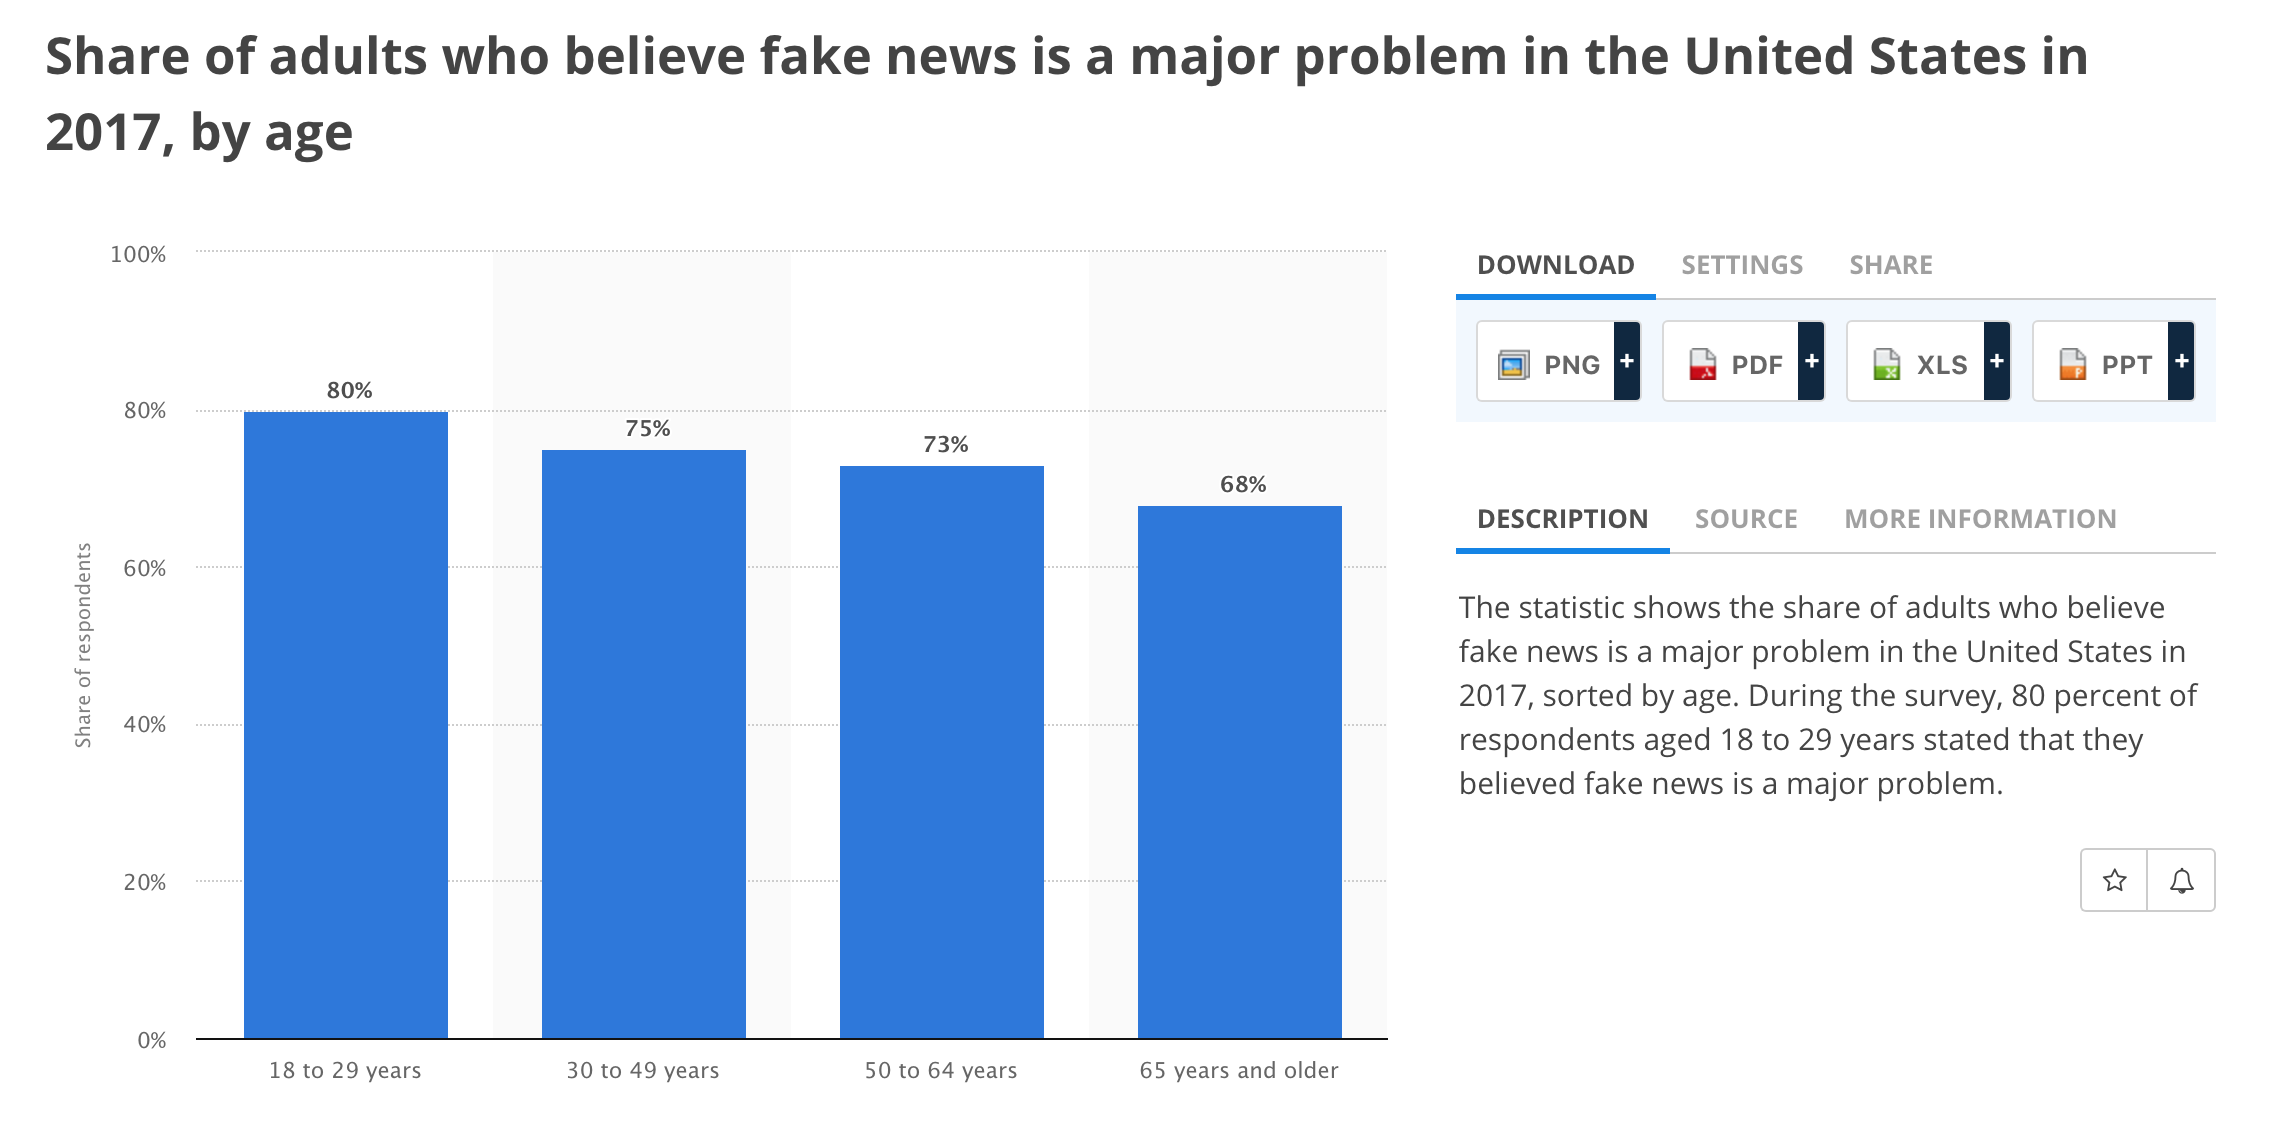 Share of adults who believe fake news is a major problem in the United States in
2017, by age
100%
80%
60%
40%
20%
0%
Share of respondents
80%
75%
73%
68%
18 to 29 years
30 to 49 years
50 to 64 years
65 years and older
DOWNLOAD SETTINGS SHARE
PNG + PDF + XLS + PPT +
DESCRIPTION SOURCE MORE INFORMATION
The statistic shows the share of adults who believe
fake news is a major problem in the United States in
2017, sorted by age. During the survey, 80 percent of
respondents aged 18 to 29 years stated that they
believed fake news is a major problem.